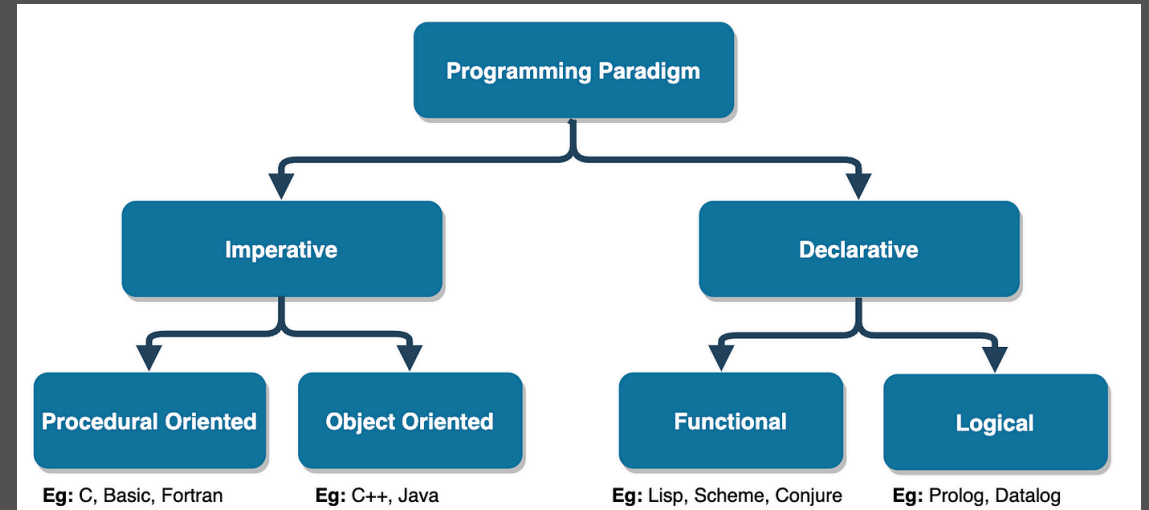 Programming Paradigm
Imperative
Declarative
Procedural Oriented
Object Oriented
Functional
Logical
Eg: C, Basic, Fortran
Eg: C++, Java
Eg: Lisp, Scheme, Conjure
Eg: Prolog, Datalog